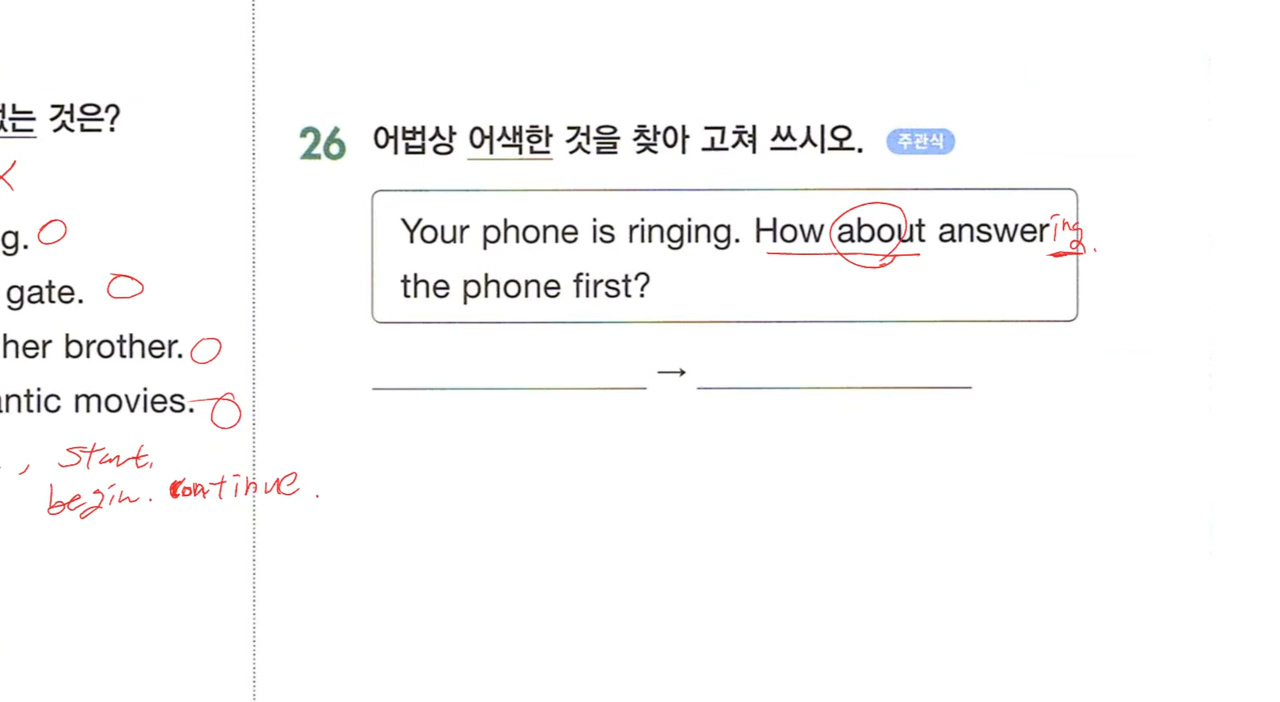 없는 것은?
g.
gate.
her brother.
antic movies.
, start.
begin. continue.
26 어법상 어색한 것을 찾아 고쳐 쓰시오. 주관식
Your phone is ringing. How about answering.
the phone first?
→